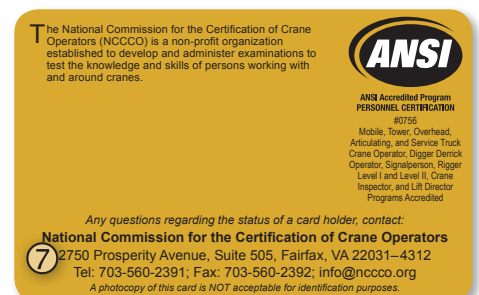 The National Commission for the Certification of Crane
Operators (NCCCO) is a non-profit organization
established to develop and administer examinations to
test the knowledge and skills of persons working with
and around cranes.
ANSI
ANSI Accredited Program
PERSONNEL CERTIFICATION
#0756
Mobile, Tower, Overhead,
Articulating, and Service Truck
Crane Operator, Digger Derrick
Operator, Signalperson, Rigger
Level I and Level II, Crane
Inspector, and Lift Director
Programs Accredited
Any questions regarding the status of a card holder, contact:
National Commission for the Certification of Crane Operators
7 2750 Prosperity Avenue, Suite 505, Fairfax, VA 22031–4312
Tel: 703-560-2391; Fax: 703-560-2392; info@nccco.org
A photocopy of this card is NOT acceptable for identification purposes.